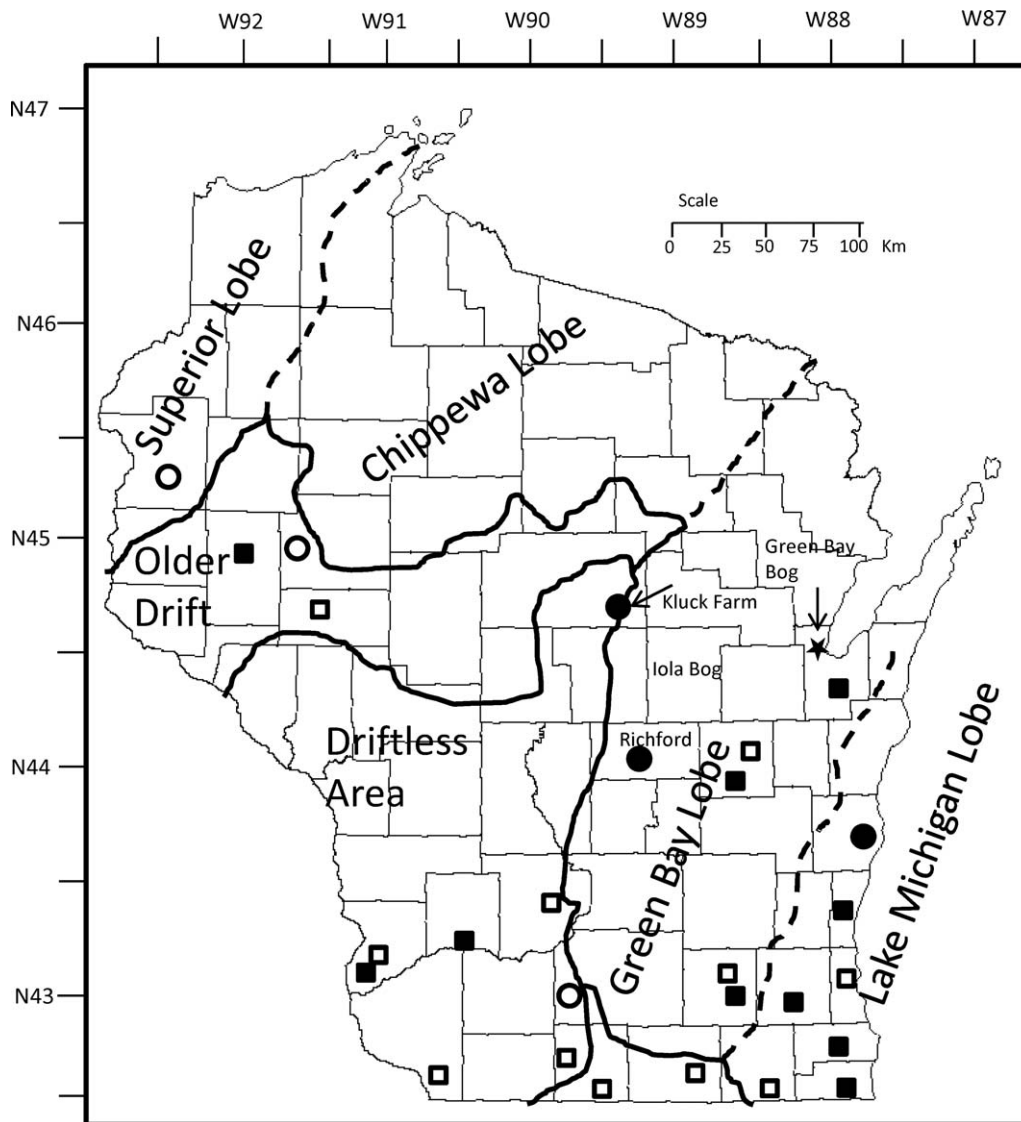 W92 W91 W90 W89 W88 W87
N47
Scale
0 25 50 75 100 Km
Superior Lobe
N46
Chippewa Lobe
N45
Older
Drift
Green Bay
Bog
Kluck Farm
Iola Bog
Richford
Driftless
Area
N44
Green Bay Lobe
Lake Michigan Lobe
N43